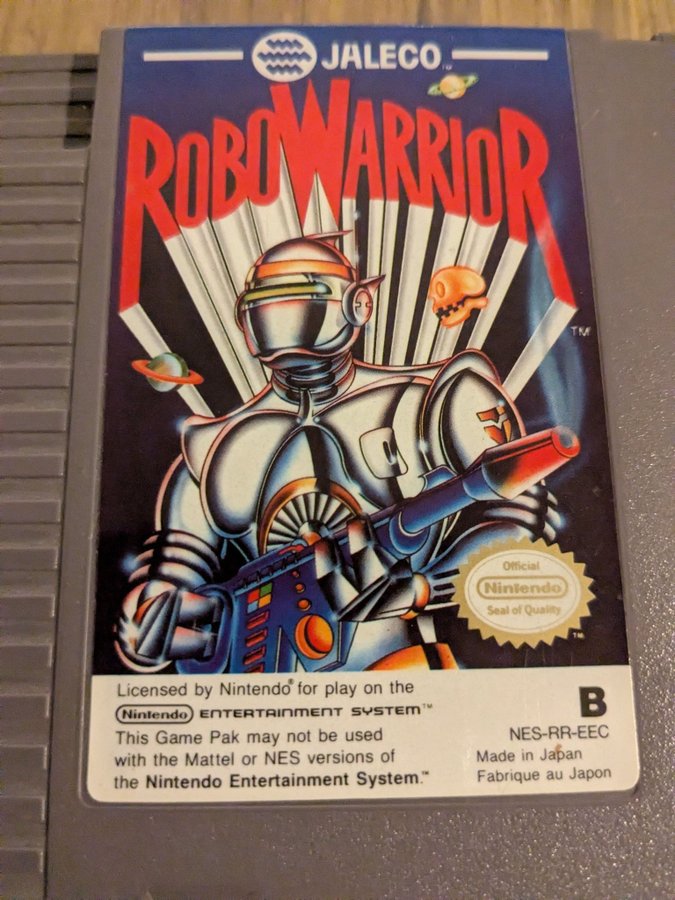 JALECO™
ROBOWARRIOR
TM
Official
Nintendo
Seal of Quality
TM
Licensed by Nintendo® for play on the
Nintendo ENTERTAINMENT SYSTEM™
This Game Pak may not be used
with the Mattel or NES versions of
the Nintendo Entertainment System.™
B
NES-RR-EEC
Made in Japan
Fabrique au Japon